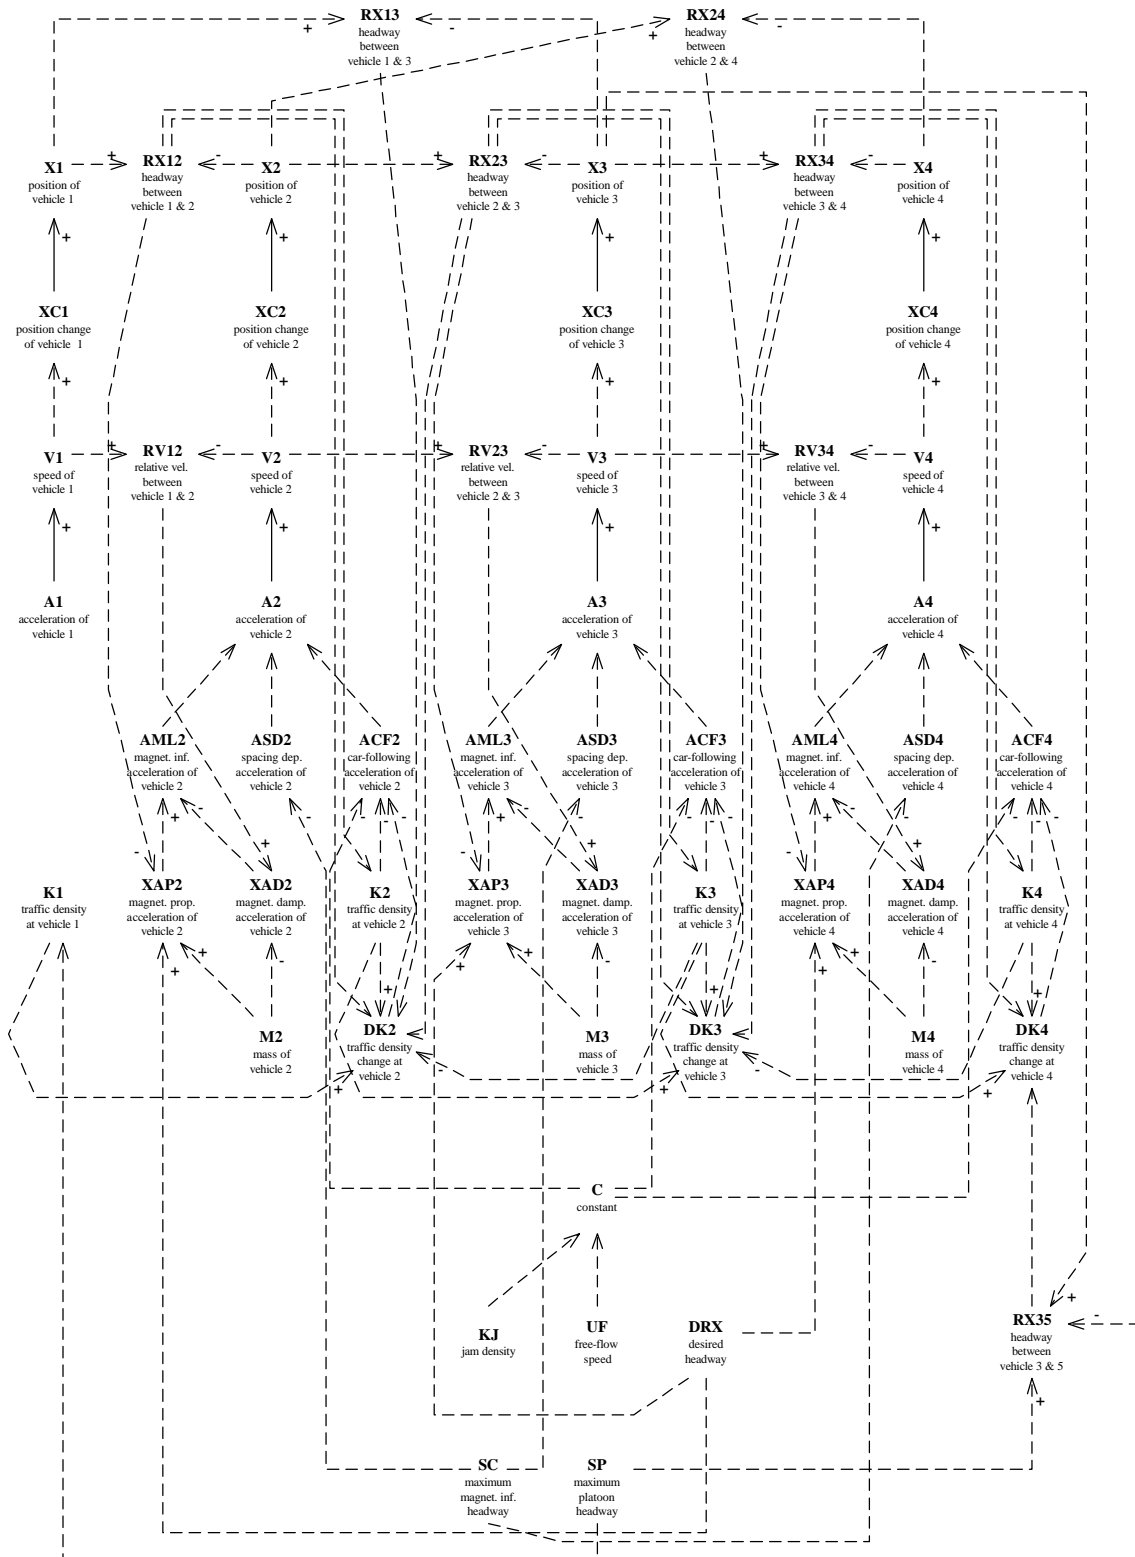 RX13
headway
between
vehicle 1 & 3
RX24
headway
between
vehicle 2 & 4
+
-
+
-
X1
position of
vehicle 1
+
RX12
headway
between
vehicle 1 & 2
-
X2
position of
vehicle 2
+
RX23
headway
between
vehicle 2 & 3
-
X3
position of
vehicle 3
+
RX34
headway
between
vehicle 3 & 4
-
X4
position of
vehicle 4
+
+
+
+
XC1
position change
of vehicle 1
XC2
position change
of vehicle 2
XC3
position change
of vehicle 3
XC4
position change
of vehicle 4
+
+
+
+
V1
speed of
vehicle 1
+
RV12
relative vel.
between
vehicle 1 & 2
-
V2
speed of
vehicle 2
+
RV23
relative vel.
between
vehicle 2 & 3
-
V3
speed of
vehicle 3
+
RV34
relative vel.
between
vehicle 3 & 4
-
V4
speed of
vehicle 4
+
+
+
+
A1
acceleration of
vehicle 1
A2
acceleration of
vehicle 2
A3
acceleration of
vehicle 3
A4
acceleration of
vehicle 4
AML2
magnet. inf.
acceleration of
vehicle 2
ASD2
spacing dep.
acceleration of
vehicle 2
ACF2
car-following
acceleration of
vehicle 2
AML3
magnet. inf.
acceleration of
vehicle 3
ASD3
spacing dep.
acceleration of
vehicle 3
ACF3
car-following
acceleration of
vehicle 3
AML4
magnet. inf.
acceleration of
vehicle 4
ASD4
spacing dep.
acceleration of
vehicle 4
ACF4
car-following
acceleration of
vehicle 4
+
-
-
-
-
-
+
-
-
-
-
-
+
-
-
-
-
-
-
+
-
+
-
+
K1
traffic density
at vehicle 1
XAP2
magnet. prop.
acceleration of
vehicle 2
XAD2
magnet. damp.
acceleration of
vehicle 2
K2
traffic density
at vehicle 2
XAP3
magnet. prop.
acceleration of
vehicle 3
XAD3
magnet. damp.
acceleration of
vehicle 3
K3
traffic density
at vehicle 3
XAP4
magnet. prop.
acceleration of
vehicle 4
XAD4
magnet. damp.
acceleration of
vehicle 4
K4
traffic density
at vehicle 4
+
+
-
+
+
+
-
+
+
+
-
+
M2
mass of
vehicle 2
DK2
traffic density
change at
vehicle 2
M3
mass of
vehicle 3
DK3
traffic density
change at
vehicle 3
M4
mass of
vehicle 4
DK4
traffic density
change at
vehicle 4
+
-
+
-
+
C
constant
KJ
jam density
UF
free-flow
speed
DRX
desired
headway
+
-
RX35
headway
between
vehicle 3 & 5
+
SC
maximum
magnet. inf.
headway
SP
maximum
platoon
headway